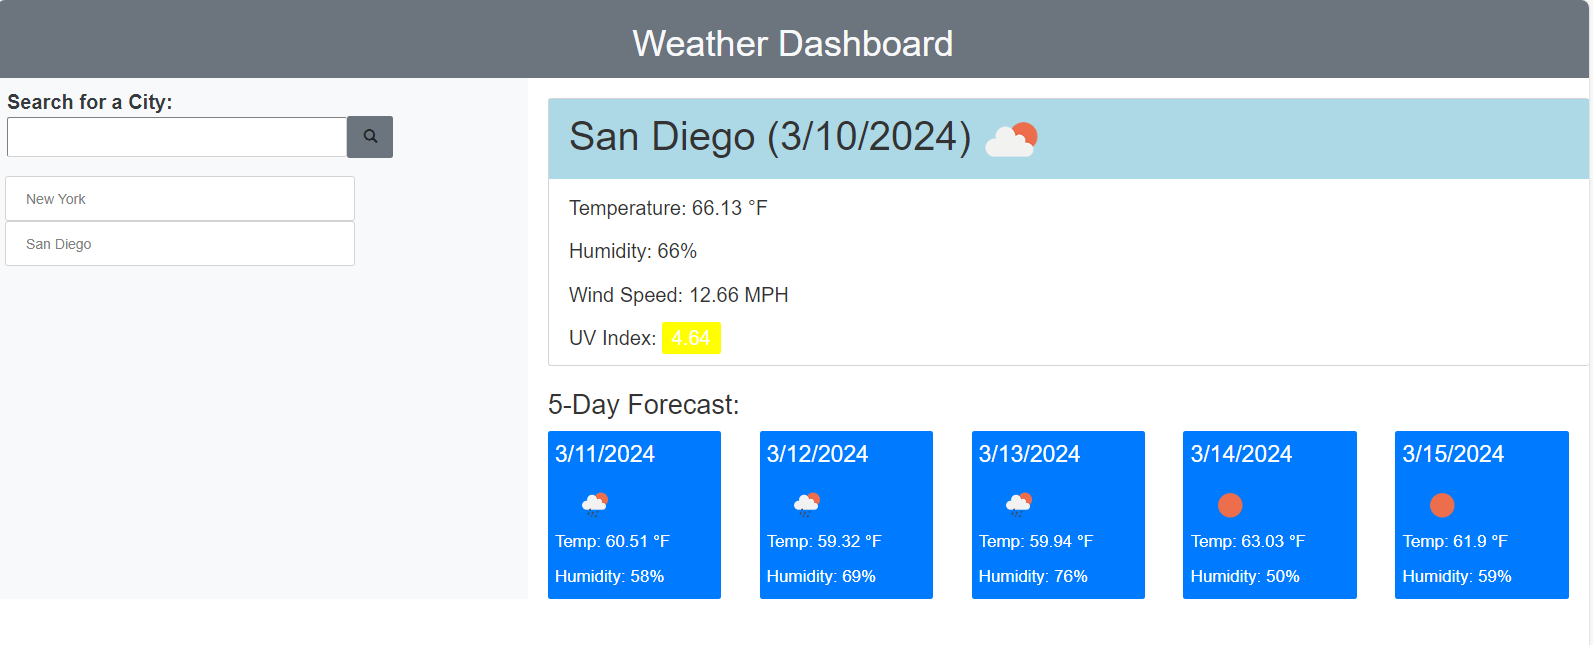 Weather Dashboard
Search for a City:
New York
San Diego
San Diego (3/10/2024)
Temperature: 66.13 °F
Humidity: 66%
Wind Speed: 12.66 MPH
UV Index: 4.64
5-Day Forecast:
3/11/2024
Temp: 60.51 °F
Humidity: 58%
3/12/2024
Temp: 59.32 °F
Humidity: 69%
3/13/2024
Temp: 59.94 °F
Humidity: 76%
3/14/2024
Temp: 63.03 °F
Humidity: 50%
3/15/2024
Temp: 61.9 °F
Humidity: 59%